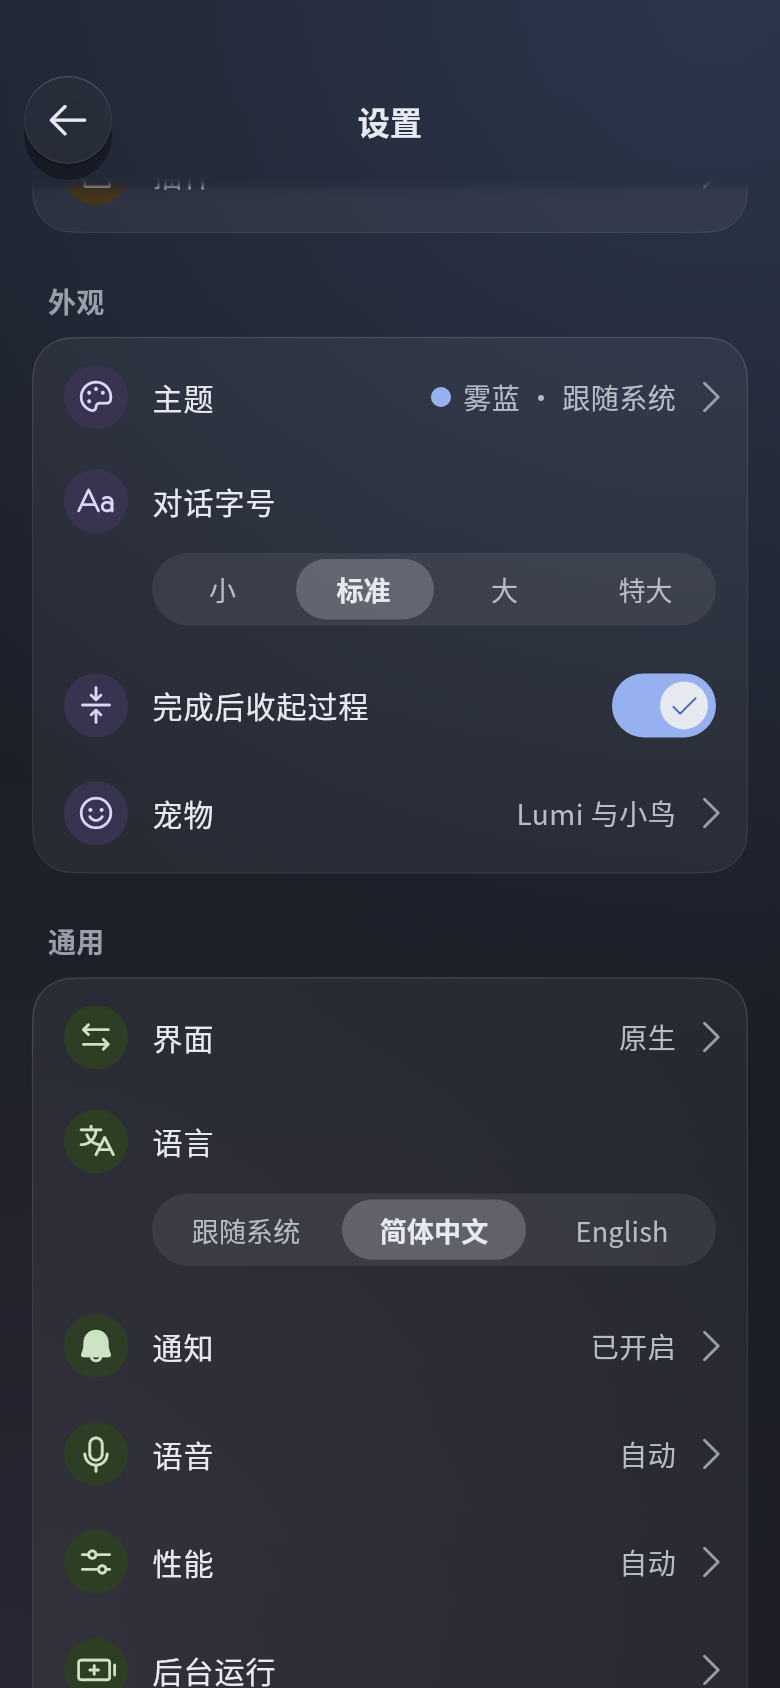 设置
外观
主题
雾蓝 · 跟随系统
Aa 对话字号
小 标准 大 特大
完成后收起过程
宠物
Lumi 与小鸟
通用
界面
原生
文A 语言
跟随系统 简体中文 English
通知
已开启
语音
自动
性能
自动
后台运行